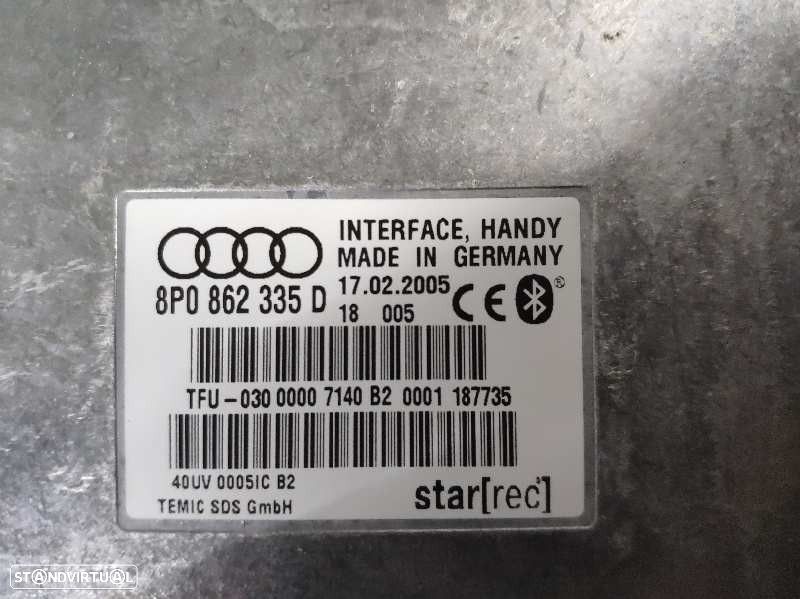 INTERFACE, HANDY
MADE IN GERMANY
8P0 862 335 D
17.02.2005
18 005
CE
®
TFU-030 0000 7140 B2 0001 187735
40UV 0005IC B2
TEMIC SDS GmbH
star[rec]
STANDVIRTUAL